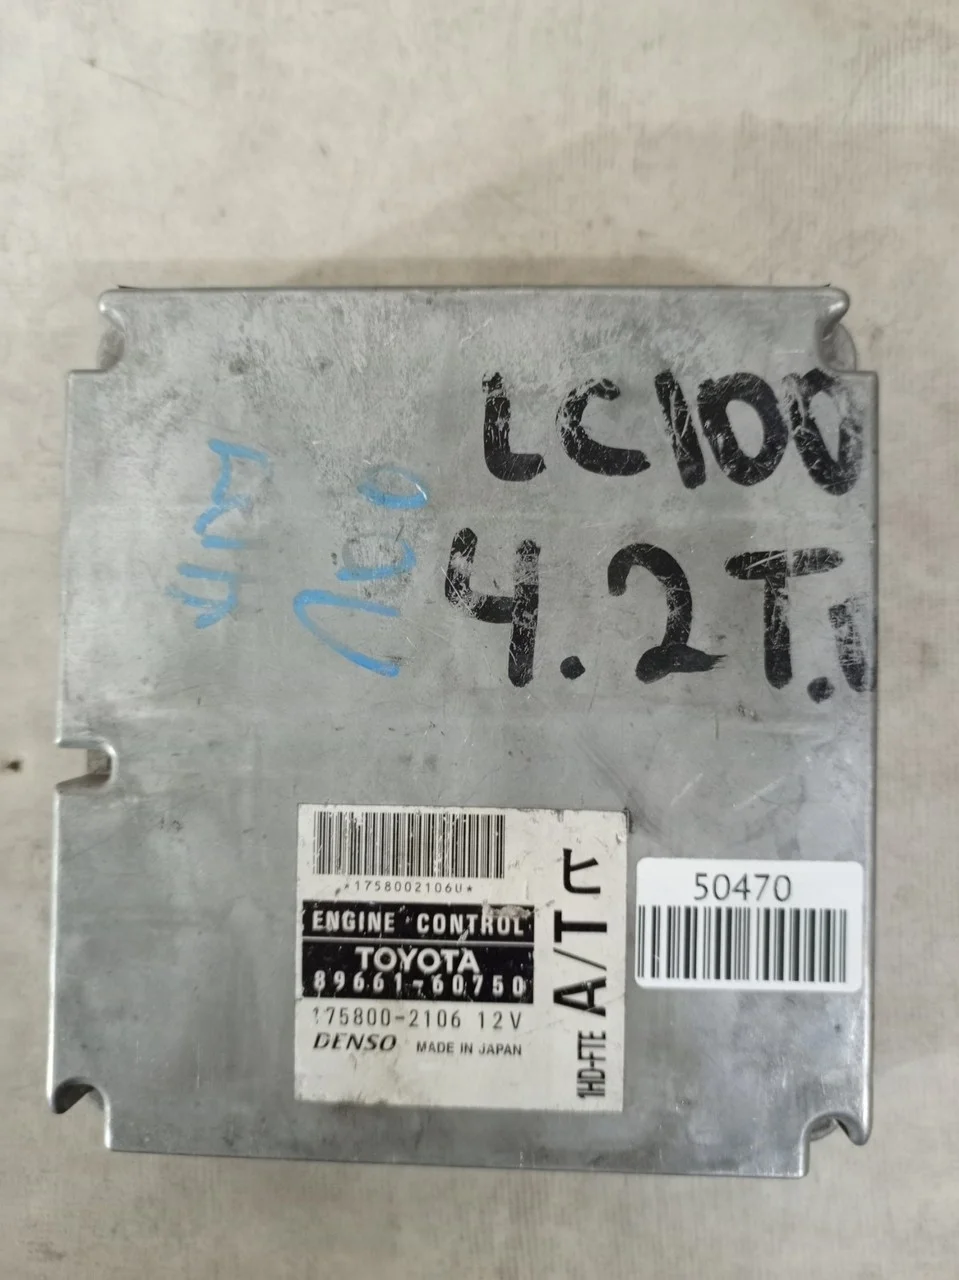 LC100
4.2T.
*1758002106U*
ENGINE CONTROL
TOYOTA
89661-60750
175800-2106 12V
DENSO MADE IN JAPAN
1HD-FTE
A/T ヒ
50470